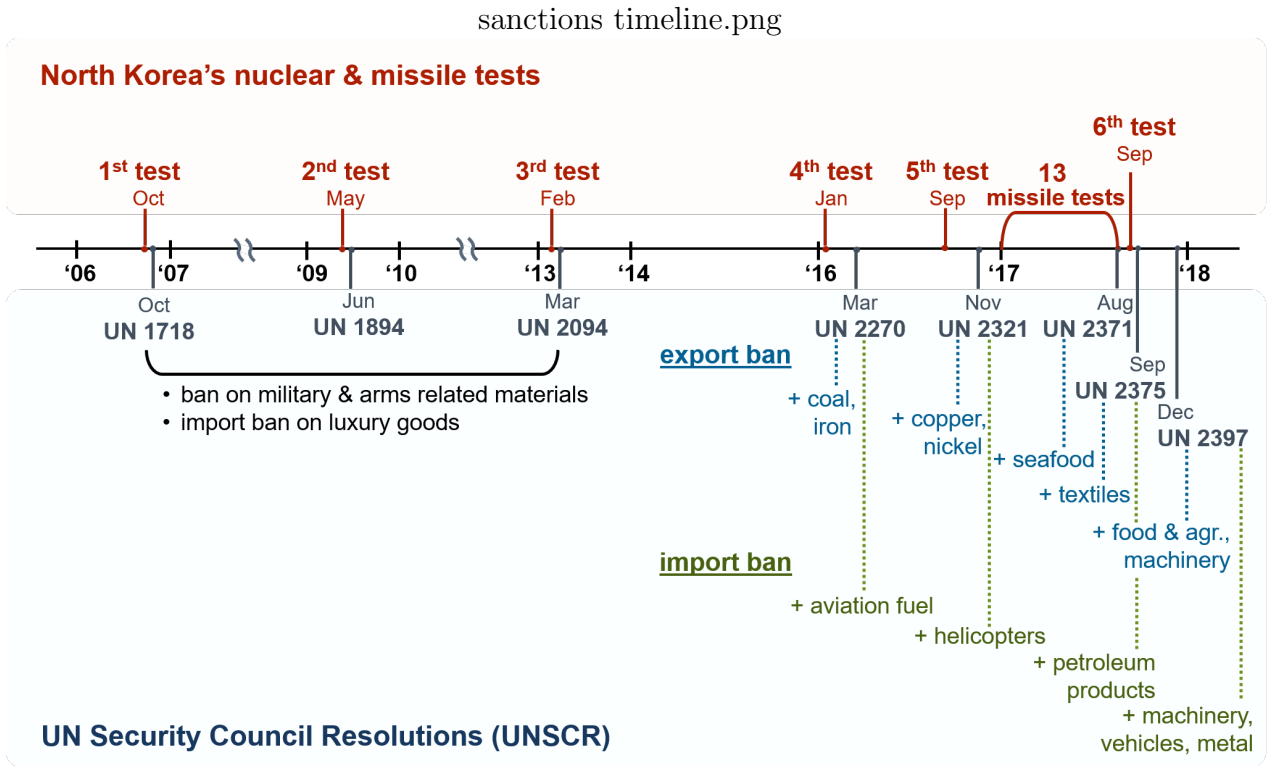 sanctions timeline.png
North Korea’s nuclear & missile tests
6th test
Sep
1st test
Oct
2nd test
May
3rd test
Feb
4th test
Jan
5th test
Sep
13
missile tests
‘06
‘07
‘09
‘10
‘13
‘14
‘16
‘17
‘18
Oct
UN 1718
Jun
UN 1894
Mar
UN 2094
Mar
UN 2270
Nov
UN 2321
Aug
UN 2371
Sep
UN 2375
Dec
UN 2397
• ban on military & arms related materials
• import ban on luxury goods
export ban
+ coal,
iron
+ copper,
nickel
+ seafood
+ textiles
+ food & agr.,
machinery
import ban
+ aviation fuel
+ helicopters
+ petroleum
products
+ machinery,
vehicles, metal
UN Security Council Resolutions (UNSCR)